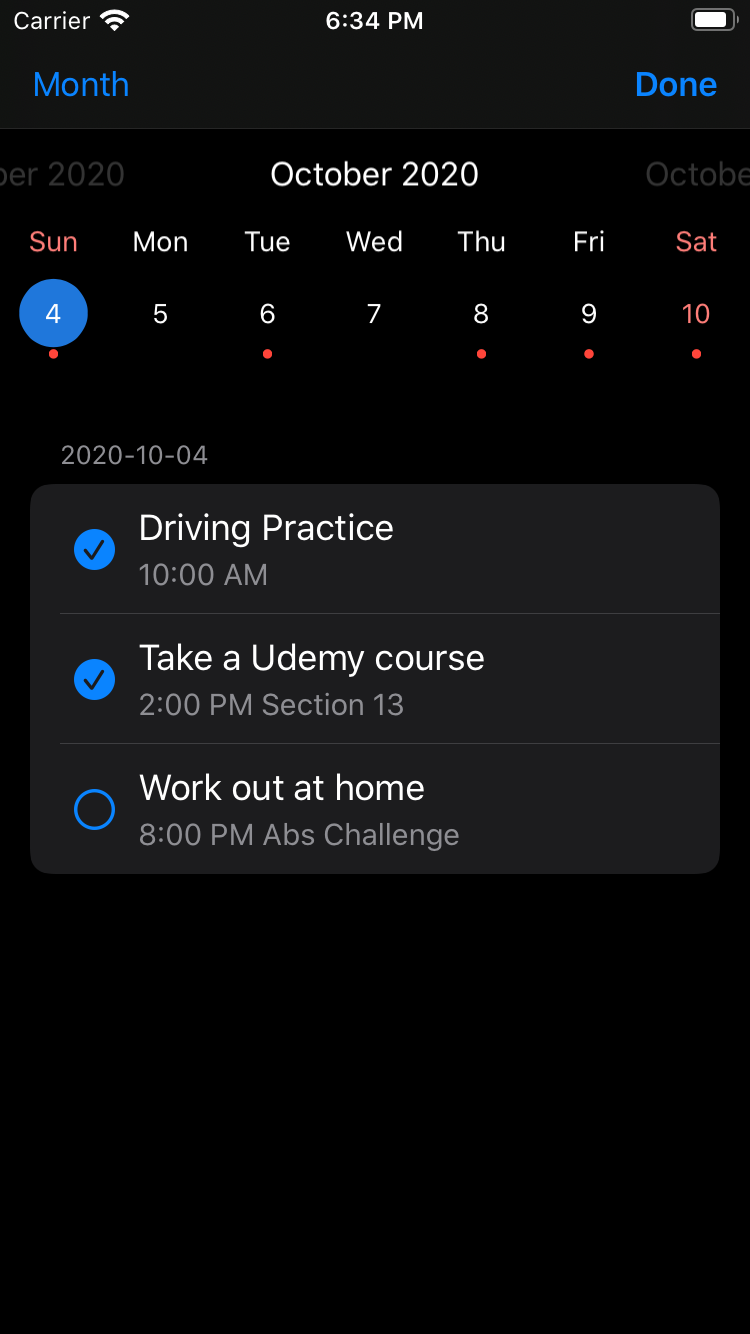 Carrier 6:34 PM
Month Done
ber 2020 October 2020 Octobe
Sun Mon Tue Wed Thu Fri Sat
4 5 6 7 8 9 10
2020-10-04
Driving Practice
10:00 AM
Take a Udemy course
2:00 PM Section 13
Work out at home
8:00 PM Abs Challenge